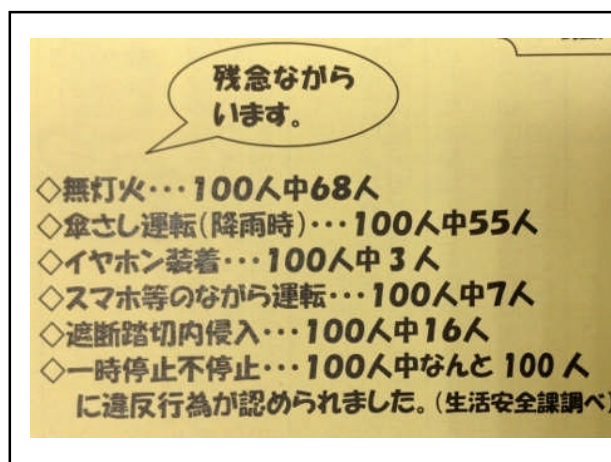 残念ながら
います。
◇無灯火・・・100人中68人
◇傘さし運転(降雨時)・・・100人中55人
◇イヤホン装着・・・100人中3人
◇スマホ等のながら運転・・・100人中7人
◇遮断踏切内侵入・・・100人中16人
◇一時停止不停止・・・100人中なんと100人
に違反行為が認められました。(生活安全課調べ)